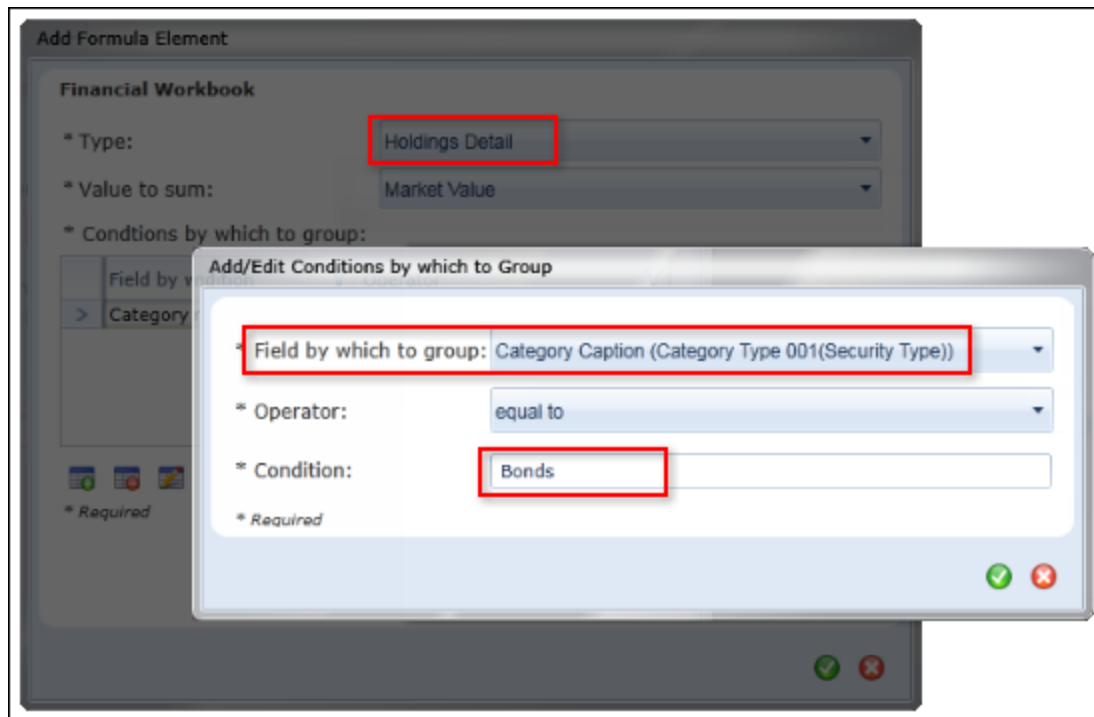 Add Formula Element
Financial Workbook
* Type: Holdings Detail
* Value to sum: Market Value
* Condtions by which to group:
Field by
Operator
> Category
* Required
Add/Edit Conditions by which to Group
* Field by which to group: Category Caption (Category Type 001(Security Type))
* Operator: equal to
* Condition: Bonds
* Required